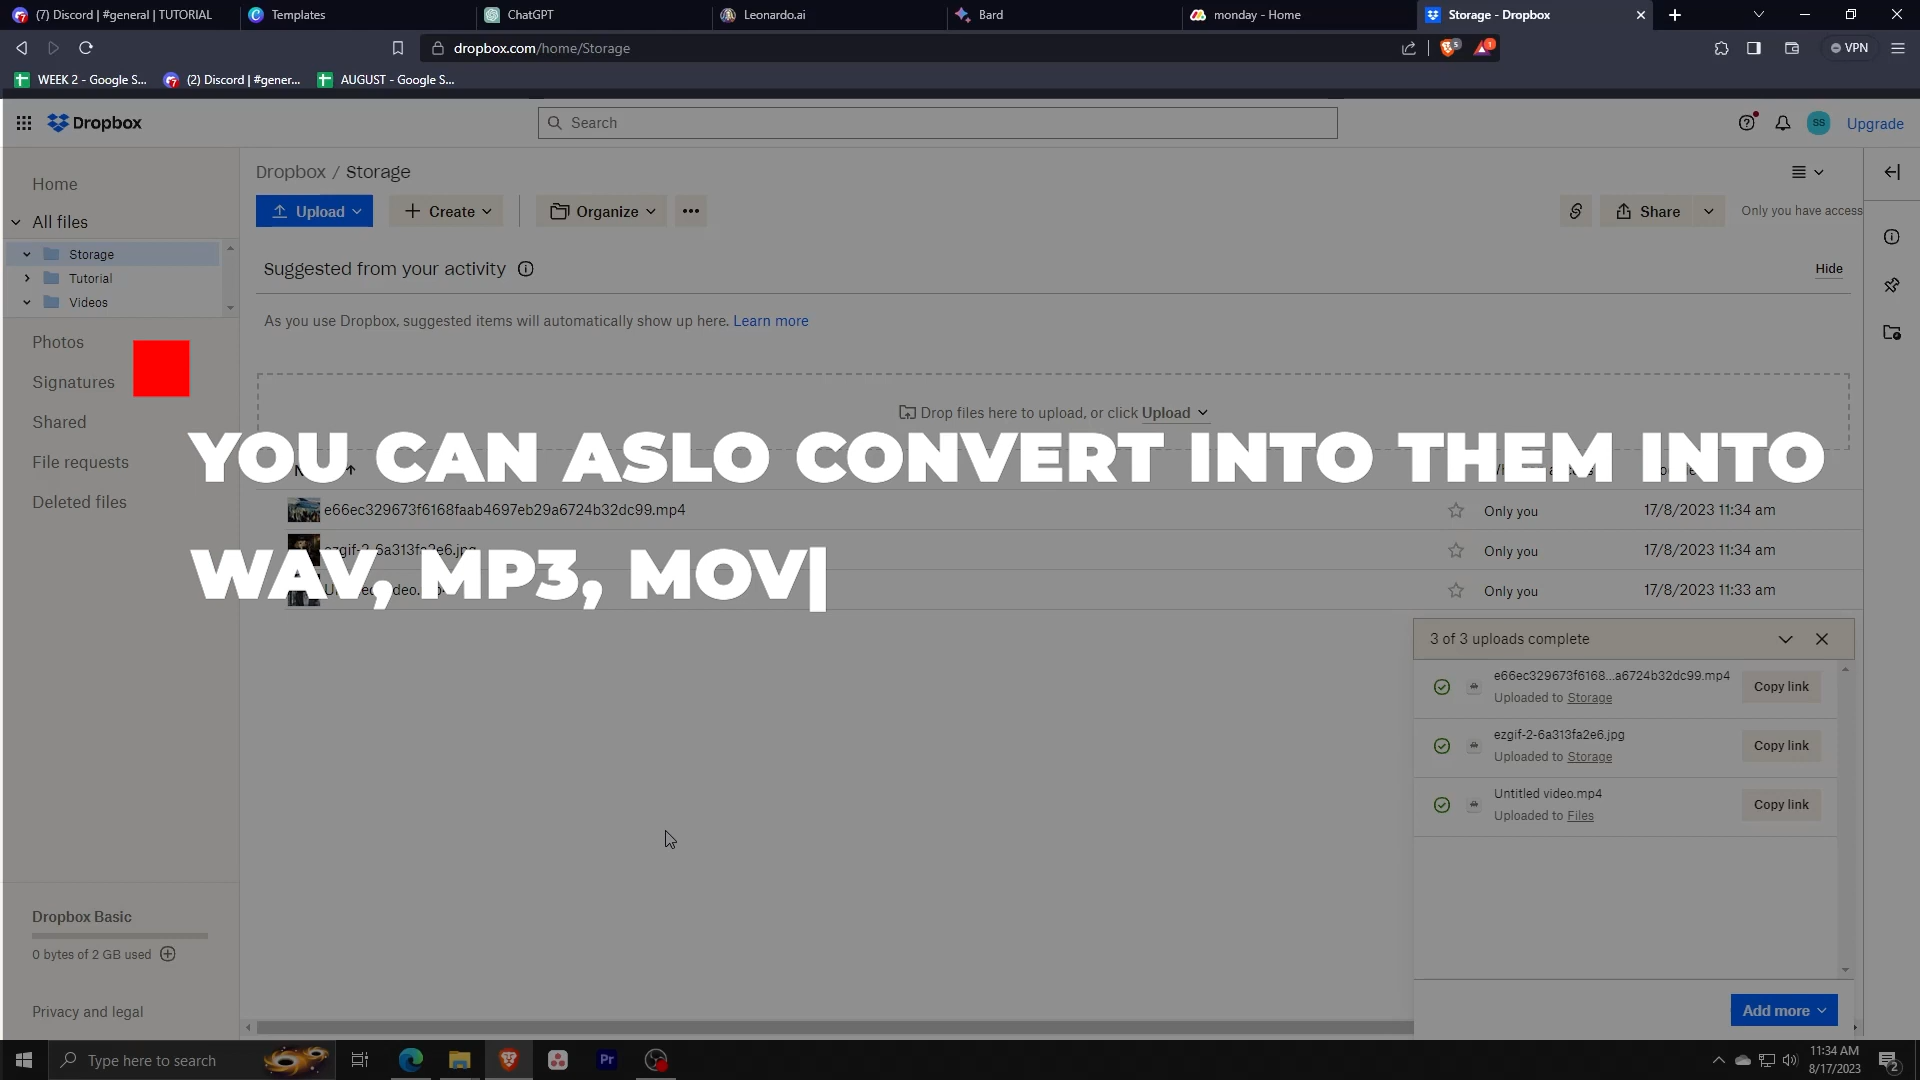 (7) Discord | #general | TUTORIAL
Templates
ChatGPT
Leonardo.ai
Bard
monday - Home
Storage - Dropbox
dropbox.com/home/Storage
5
1
VPN
WEEK 2 - Google S...
(2) Discord | #gener...
AUGUST - Google S...
Dropbox
Search
SS
Upgrade
Home
All files
Storage
Tutorial
Videos
Photos
Signatures
Shared
File requests
Deleted files
Dropbox / Storage
Upload
Create
Organize
Share
Only you have access
Suggested from your activity
Hide
As you use Dropbox, suggested items will automatically show up here. Learn more
Drop files here to upload, or click Upload
YOU CAN ASLO CONVERT INTO THEM INTO
WAV, MP3, MOV|
e66ec329673f6168faab4697eb29a6724b32dc99.mp4
Only you
17/8/2023 11:34 am
ezgif-2-6a313fa2e6.jpg
Only you
17/8/2023 11:34 am
Only you
17/8/2023 11:33 am
3 of 3 uploads complete
e66ec329673f6168...a6724b32dc99.mp4
Uploaded to Storage
Copy link
ezgif-2-6a313fa2e6.jpg
Uploaded to Storage
Copy link
Untitled video.mp4
Uploaded to Files
Copy link
Add more
Dropbox Basic
0 bytes of 2 GB used
Privacy and legal
Type here to search
Pr
11:34 AM
8/17/2023
2